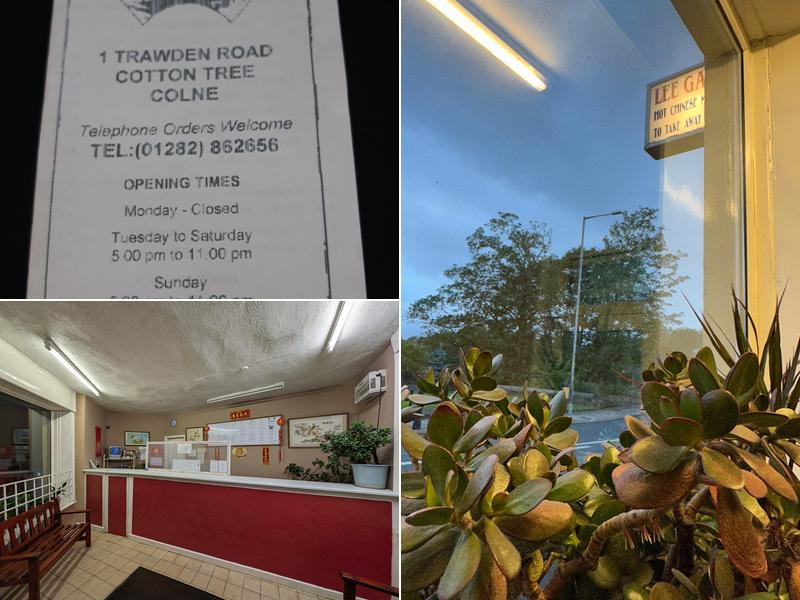 1 TRAWDEN ROAD
COTTON TREE
COLNE
Telephone Orders Welcome
TEL:(01282) 862656
OPENING TIMES
Monday - Closed
Tuesday to Saturday
5.00 pm to 11.00 pm
Sunday
LEE GA
HOT CHINESE
TO TAKE AWAY